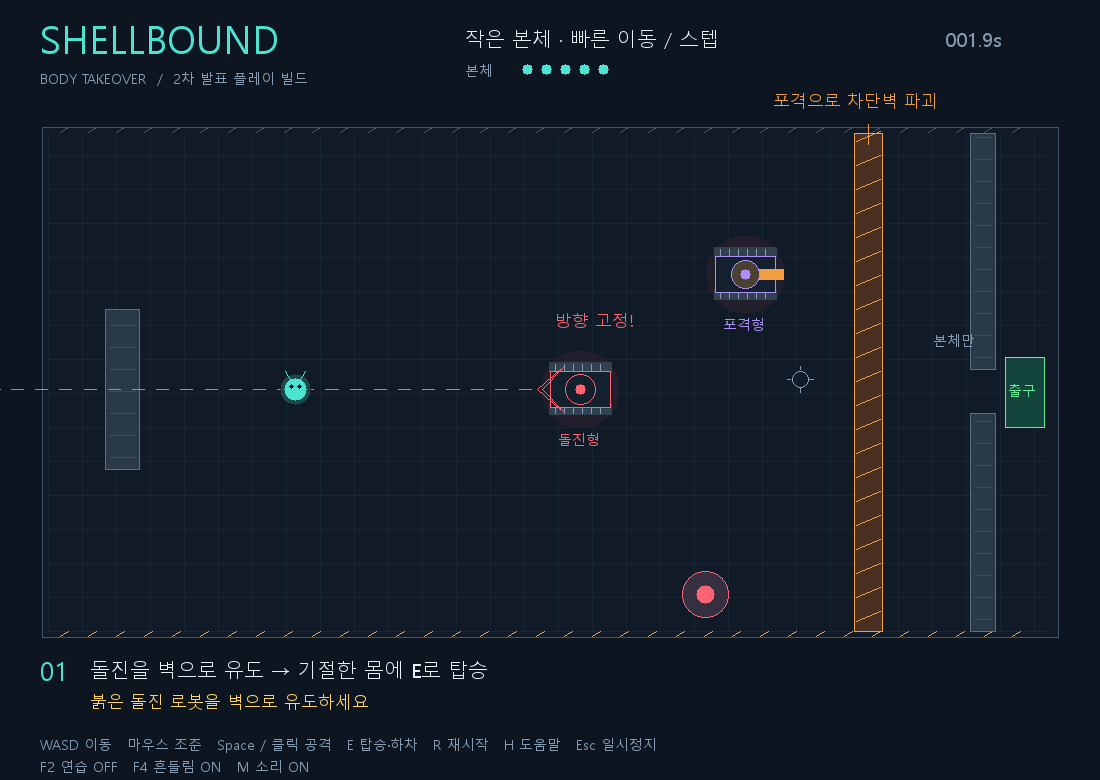 SHELLBOUND
작은 본체 · 빠른 이동 / 스텝
001.9s
본체
BODY TAKEOVER / 2차 발표 플레이 빌드
포격으로 차단벽 파괴
방향 고정!
포격형
본체만
출구
돌진형
01 돌진을 벽으로 유도 → 기절한 몸에 E로 탑승
붉은 돌진 로봇을 벽으로 유도하세요
WASD 이동 마우스 조준 Space / 클릭 공격 E 탑승·하차 R 재시작 H 도움말 Esc 일시정지
F2 연습 OFF F4 흔들림 ON M 소리 ON